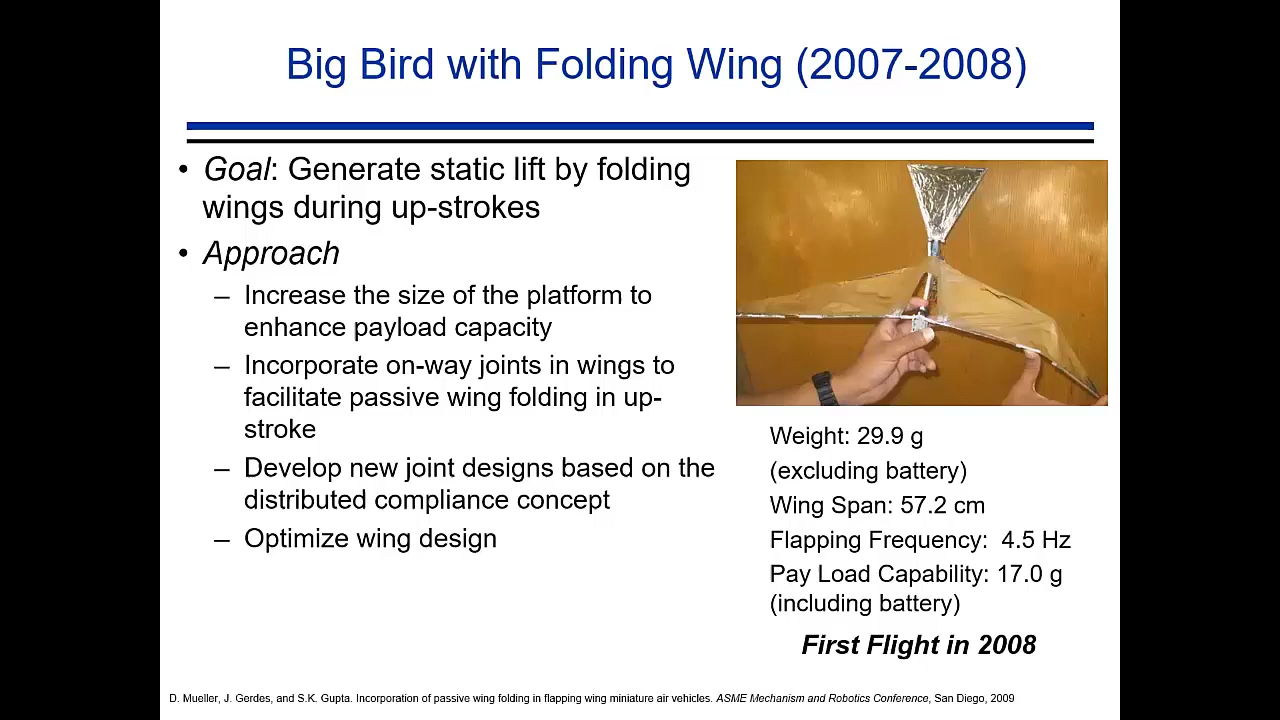 Big Bird with Folding Wing (2007-2008)
• Goal: Generate static lift by folding
wings during up-strokes
• Approach
– Increase the size of the platform to
enhance payload capacity
– Incorporate on-way joints in wings to
facilitate passive wing folding in up-
stroke
– Develop new joint designs based on the
distributed compliance concept
– Optimize wing design
Weight: 29.9 g
(excluding battery)
Wing Span: 57.2 cm
Flapping Frequency:  4.5 Hz
Pay Load Capability: 17.0 g
(including battery)
First Flight in 2008
D. Mueller, J. Gerdes, and S.K. Gupta. Incorporation of passive wing folding in flapping wing miniature air vehicles. ASME Mechanism and Robotics Conference, San Diego, 2009